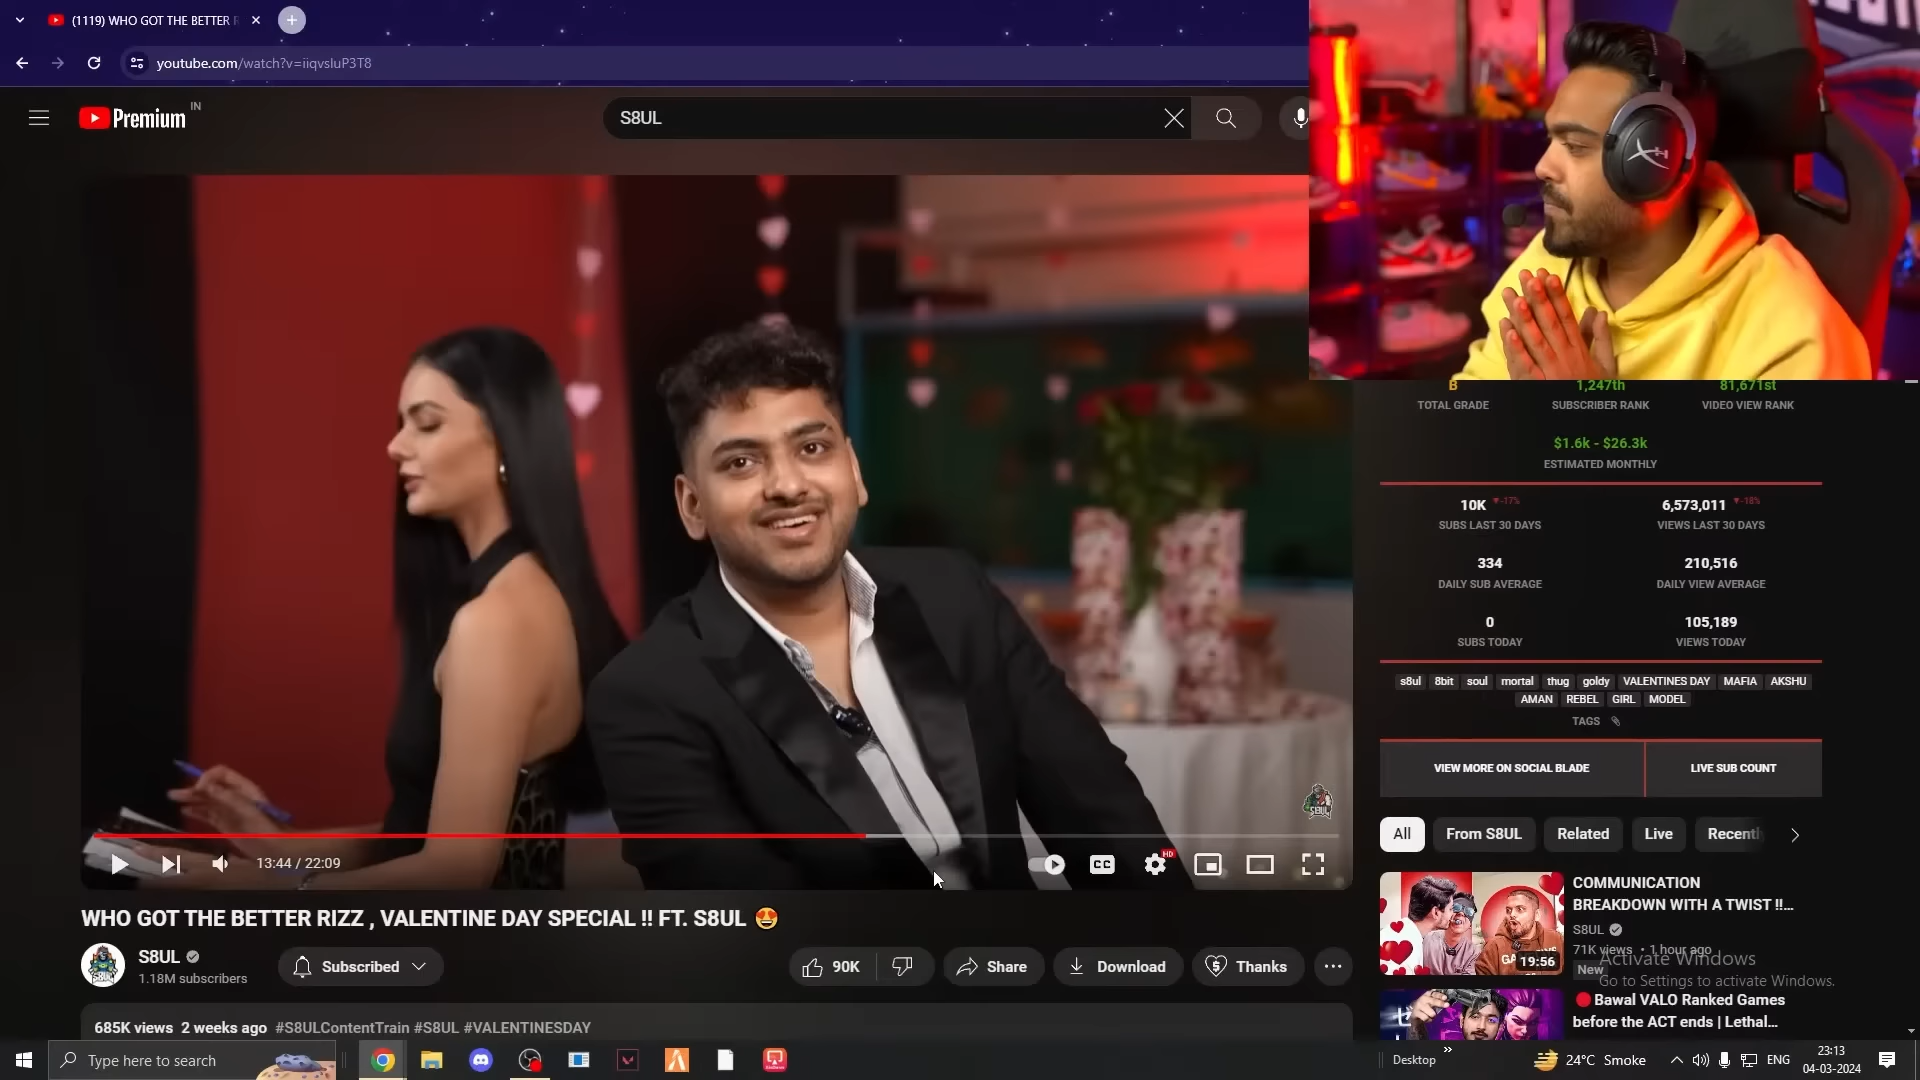 (1119) WHO GOT THE BETTER R
youtube.com/watch?v=iiqvsIuP3T8
Premium IN
S8UL
B 1,247th 81,671st
TOTAL GRADE SUBSCRIBER RANK VIDEO VIEW RANK
$1.6k - $26.3k
ESTIMATED MONTHLY
10K ▼-17% 6,573,011 ▼-18%
SUBS LAST 30 DAYS VIEWS LAST 30 DAYS
334 210,516
DAILY SUB AVERAGE DAILY VIEW AVERAGE
0 105,189
SUBS TODAY VIEWS TODAY
s8ul 8bit soul mortal thug goldy VALENTINES DAY MAFIA AKSHU
AMAN REBEL GIRL MODEL
TAGS
VIEW MORE ON SOCIAL BLADE LIVE SUB COUNT
S8UL
13:44 / 22:09
CC HD
All From S8UL Related Live Recently
WHO GOT THE BETTER RIZZ , VALENTINE DAY SPECIAL !! FT. S8UL 😍
S8UL
1.18M subscribers
Subscribed
90K
Share
Download
Thanks
685K views 2 weeks ago #S8ULContentTrain #S8UL #VALENTINESDAY
COMMUNICATION
BREAKDOWN WITH A TWIST !!...
S8UL
71K views • 1 hour ago
New
19:56
Activate Windows
Go to Settings to activate Windows.
🔴Bawal VALO Ranked Games
before the ACT ends | Lethal...
Type here to search
Desktop
24°C Smoke
ENG
23:13
04-03-2024